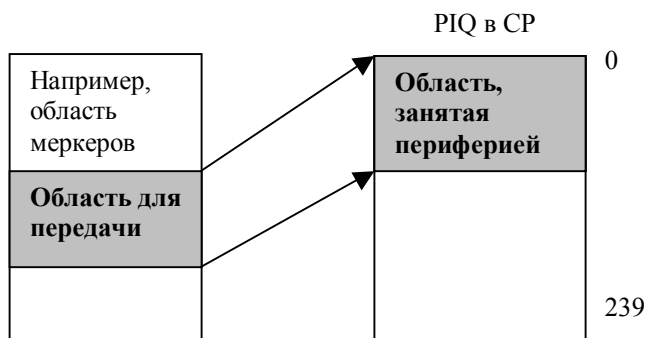 PIQ в CP
Например,
область
меркеров
Область для
передачи
Область,
занятая
периферией
0
239